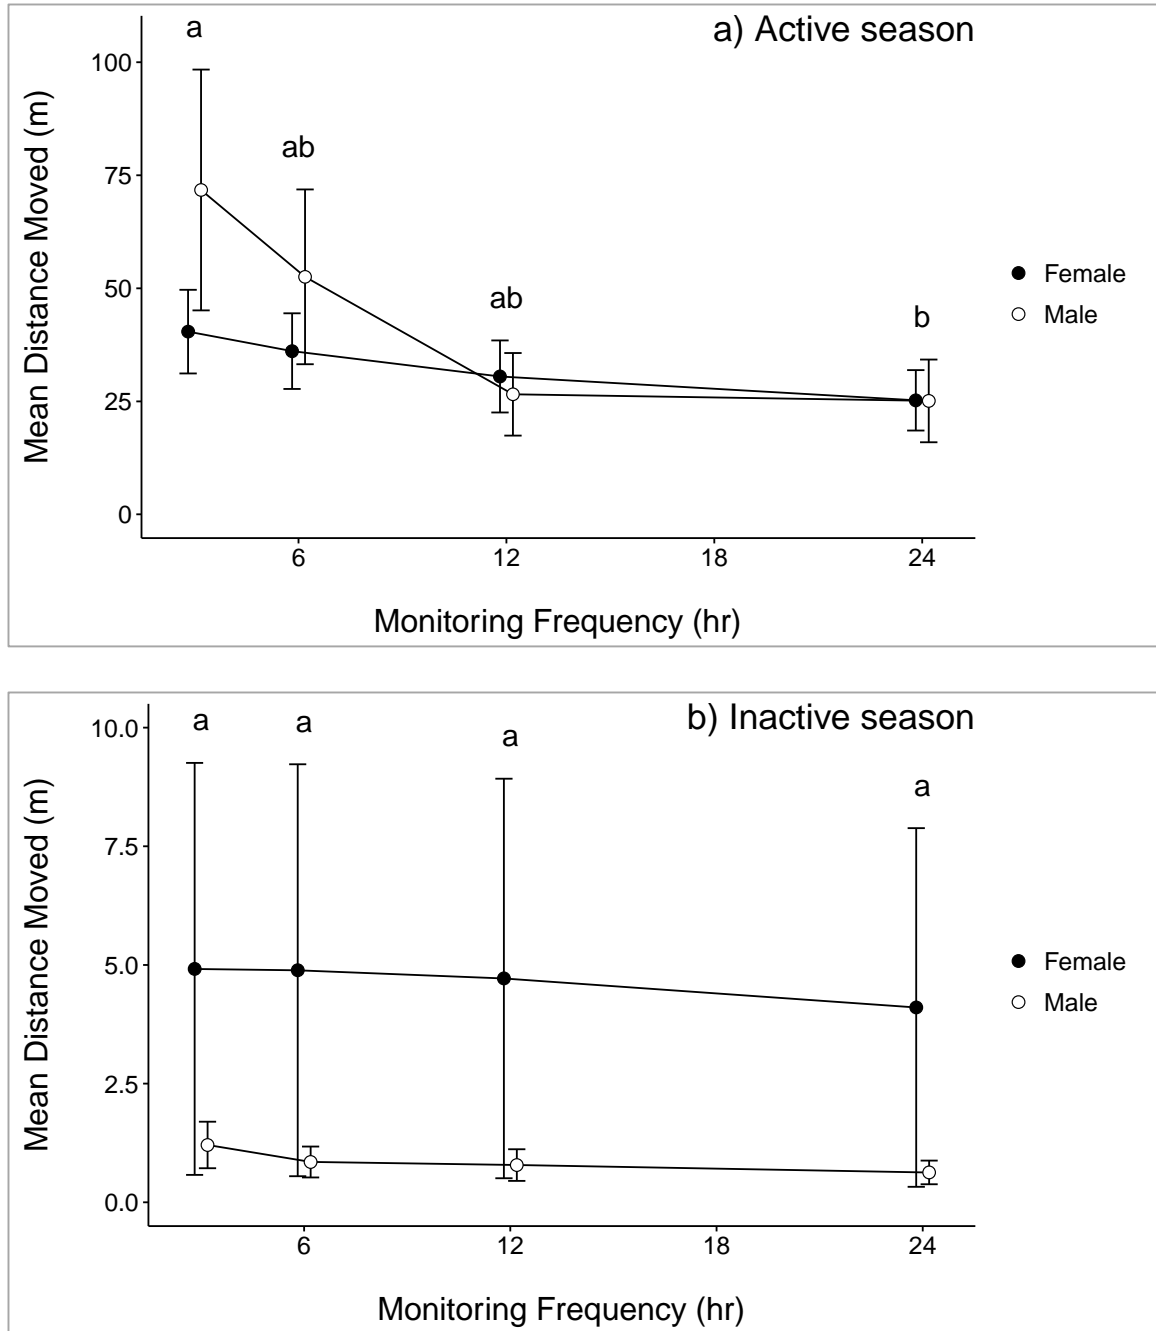 a) Active season
a
100
ab
75
Mean Distance Moved (m)
50
ab
b
Female
Male
25
0
6 12 18 24
Monitoring Frequency (hr)
b) Inactive season
10.0
a a a a
7.5
Mean Distance Moved (m)
5.0
Female
Male
2.5
0.0
6 12 18 24
Monitoring Frequency (hr)